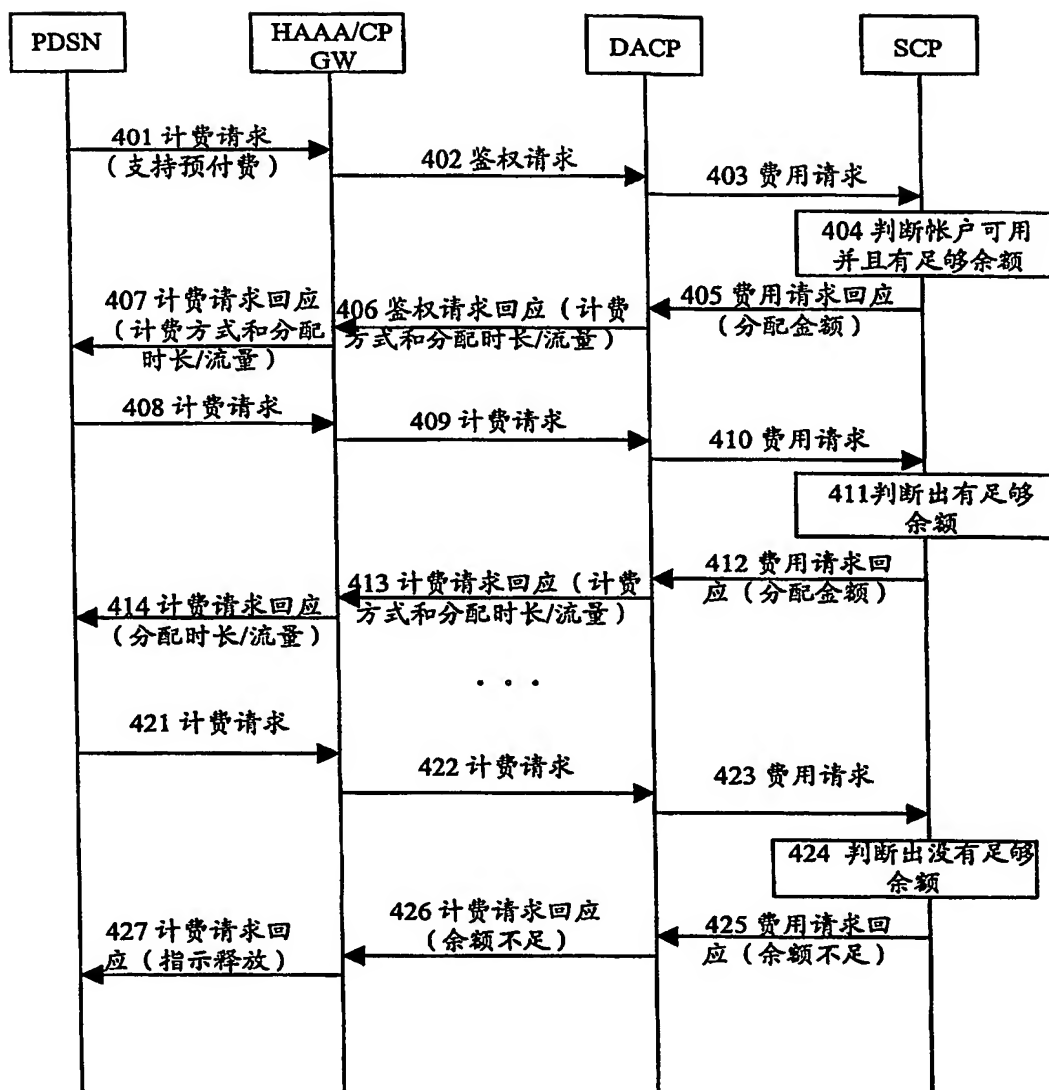 PDSN
HAAA/CP
GW
DACP
SCP
401 计费请求
（支持预付费）
402 鉴权请求
403 费用请求
404 判断帐户可用
并且有足够余额
405 费用请求回应
（分配金额）
406 鉴权请求回应（计费
方式和分配时长/流量）
407 计费请求回应
（计费方式和分配
时长/流量）
408 计费请求
409 计费请求
410 费用请求
411判断出有足够
余额
412 费用请求回
应（分配金额）
413 计费请求回应（计费
方式和分配时长/流量）
414 计费请求回应
（分配时长/流量）
. . .
421 计费请求
422 计费请求
423 费用请求
424 判断出没有足够
余额
425 费用请求回
应（余额不足）
426 计费请求回应
（余额不足）
427 计费请求回
应（指示释放）